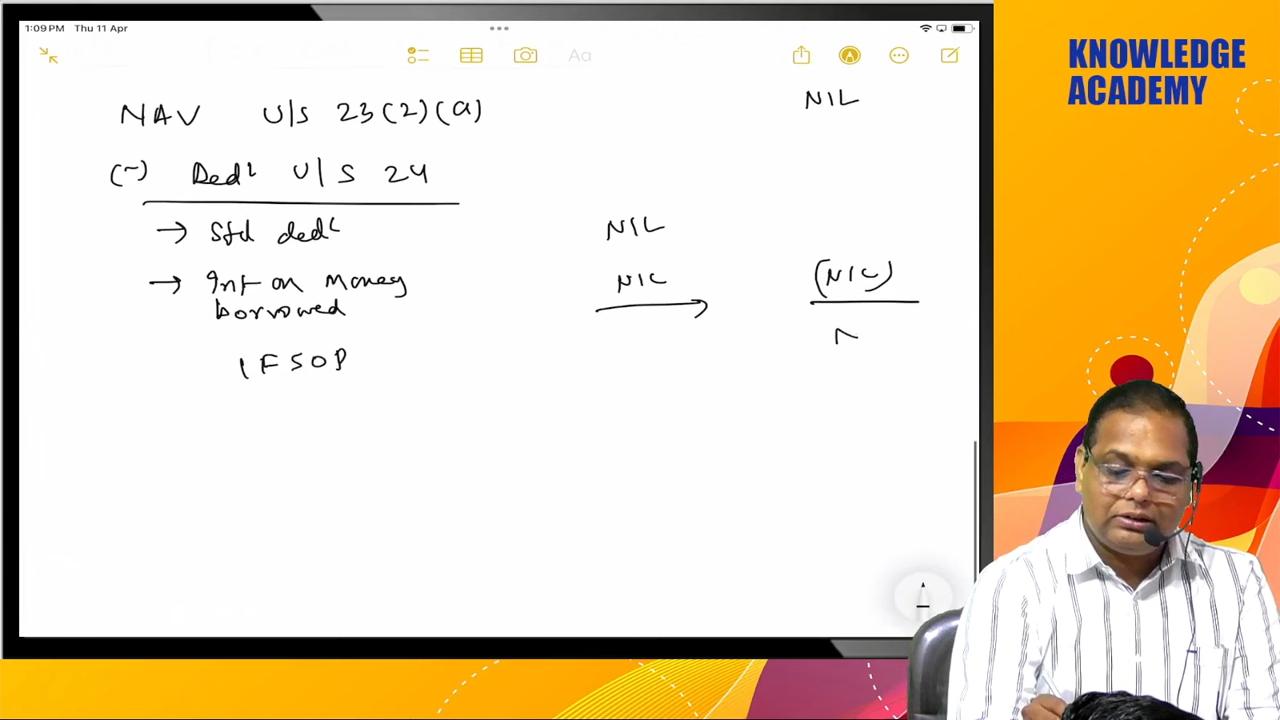 1:09 PM Thu 11 Apr
Aa
KNOWLEDGE
ACADEMY
NAV U/S 23(2)(a) NIL
(-) Dedⁿ U/S 24
→ Std dedⁿ NIL
→ Int on Money NIL (NIL)
borrowed
IFSOP N